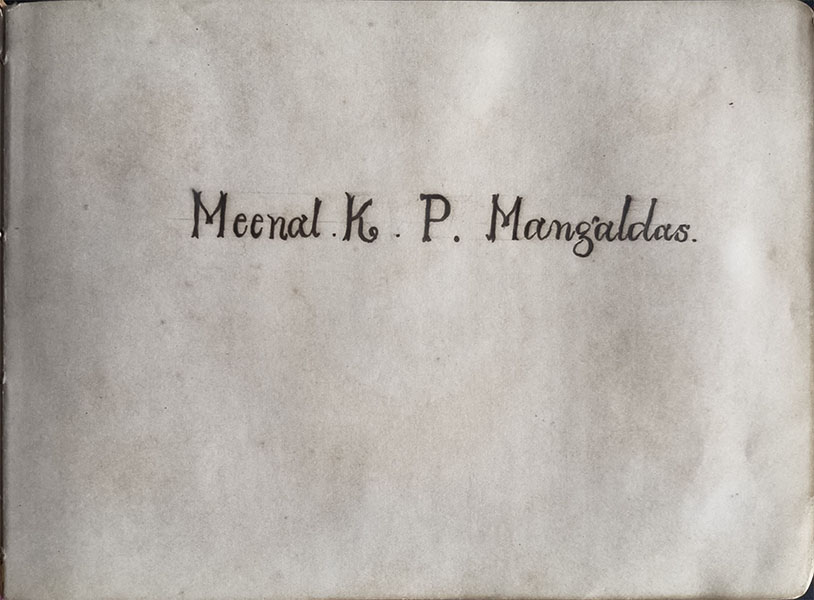 Meenal . K . P. Mangaldas.